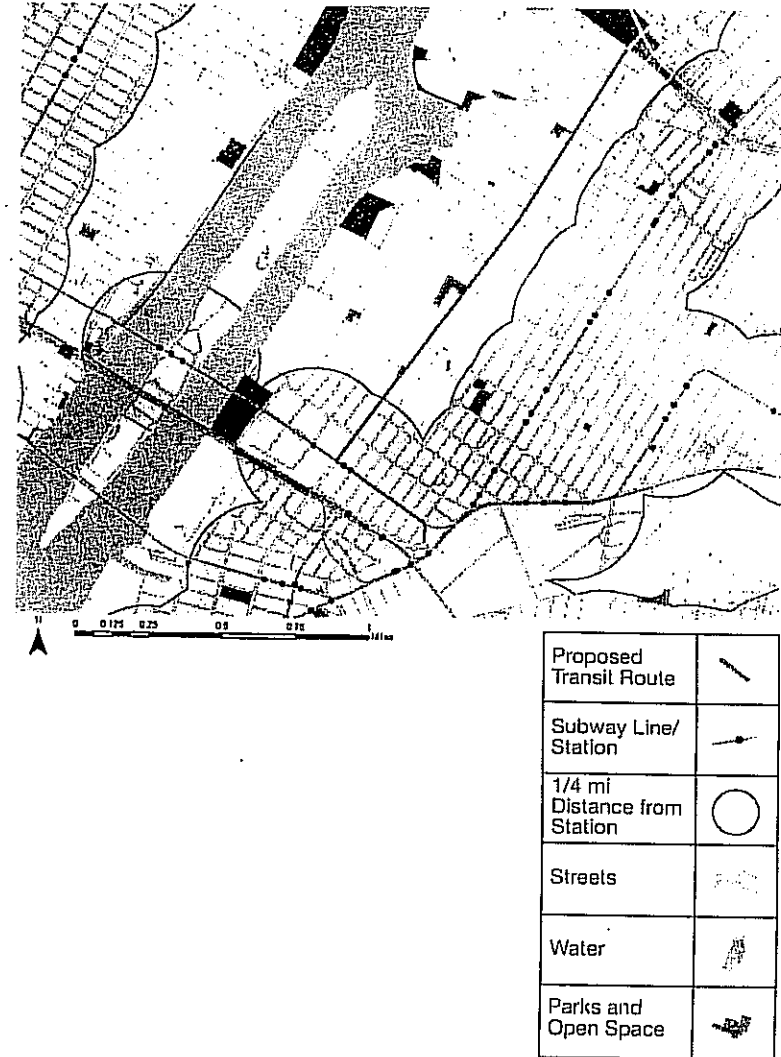 0 0.125 0.25 0.5 0.75 1
Miles
Proposed
Transit Route
Subway Line/
Station
1/4 mi
Distance from
Station
Streets
Water
Parks and
Open Space